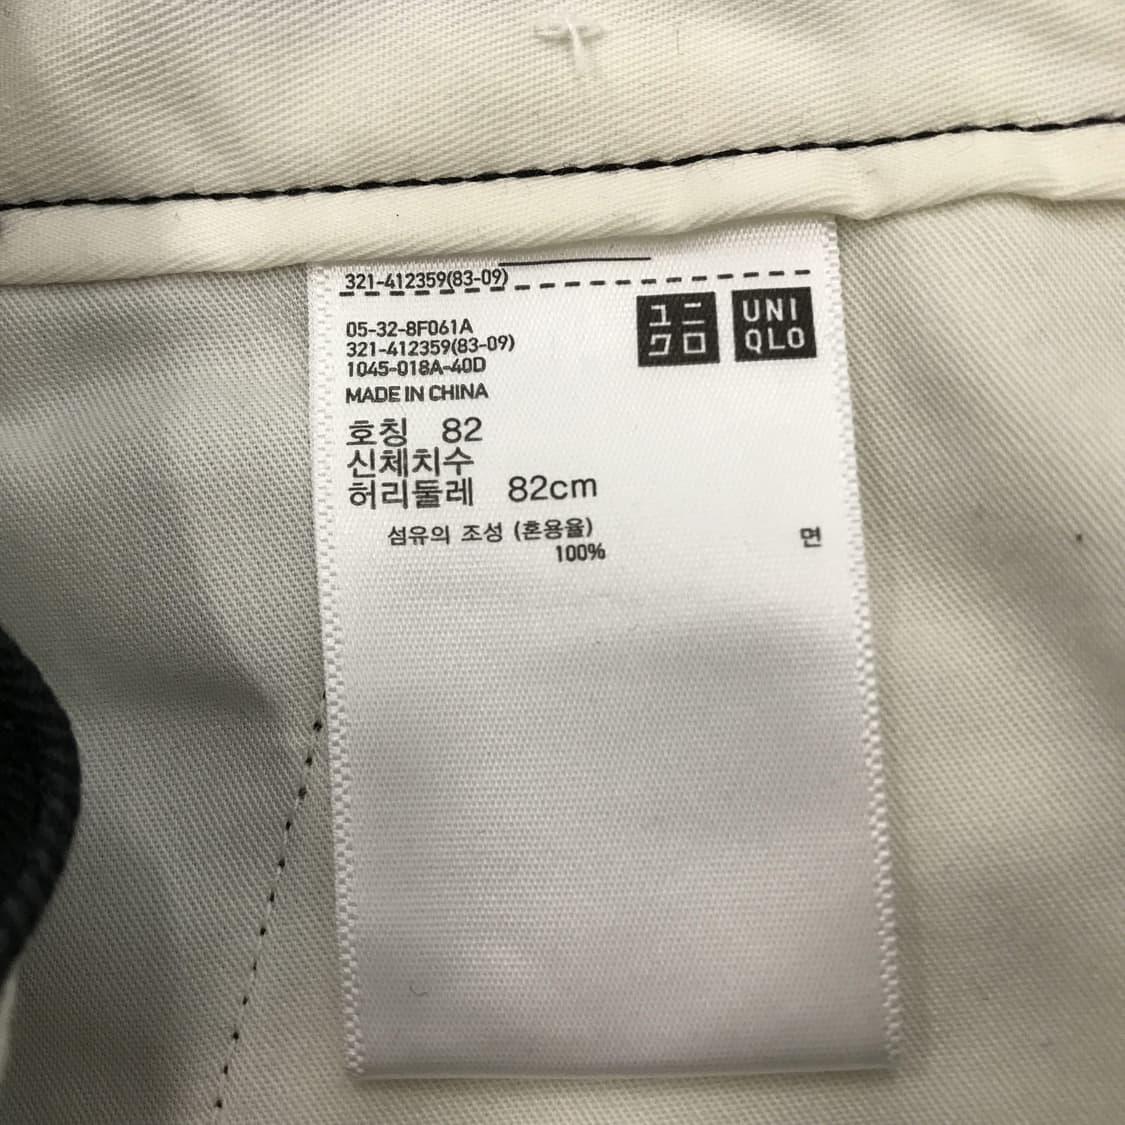 321-412359(83-09)
05-32-8F061A
321-412359(83-09)
1045-018A-40D
MADE IN CHINA
ユニ
クロ
UNI
QLO
호칭 82
신체치수
허리둘레 82cm
섬유의 조성 (혼용율)
면 100%